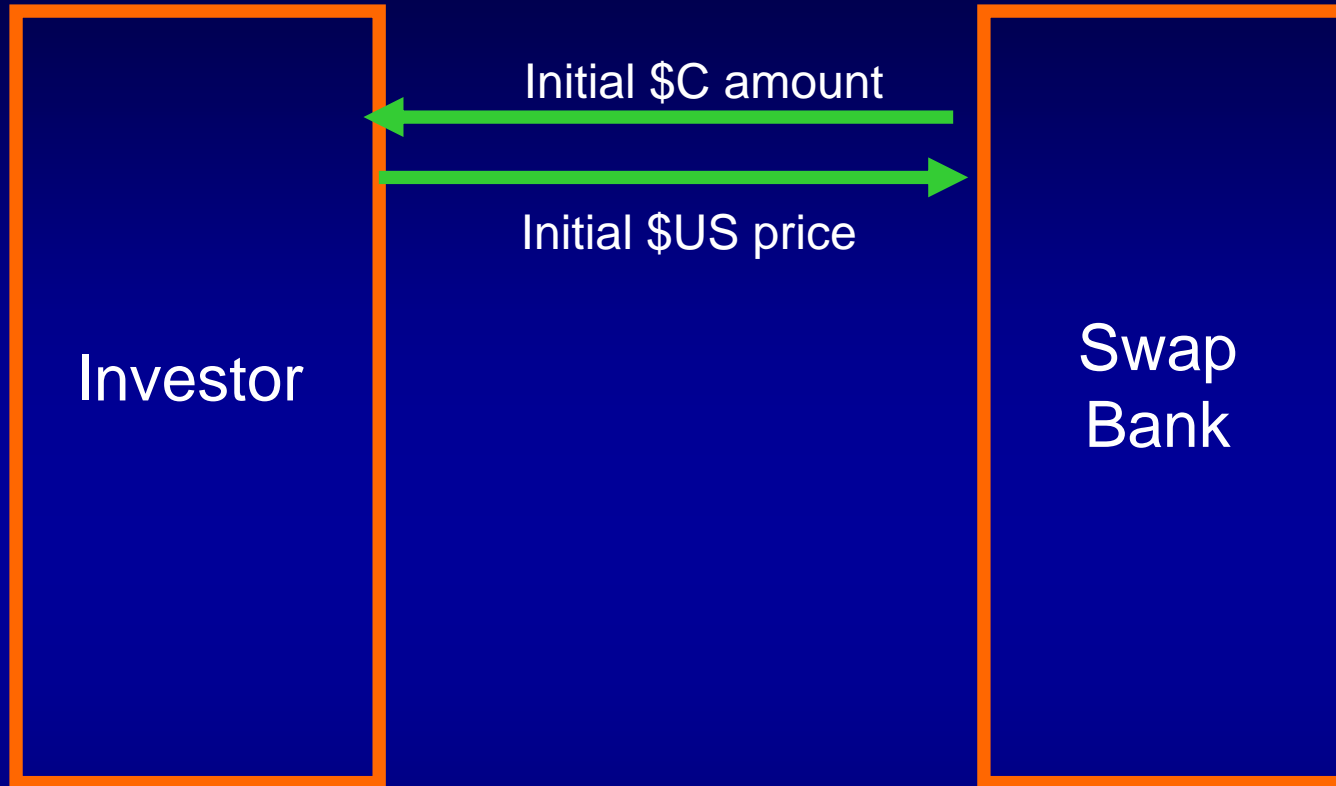 Initial $C amount
Initial $US price
Investor
Swap
Bank